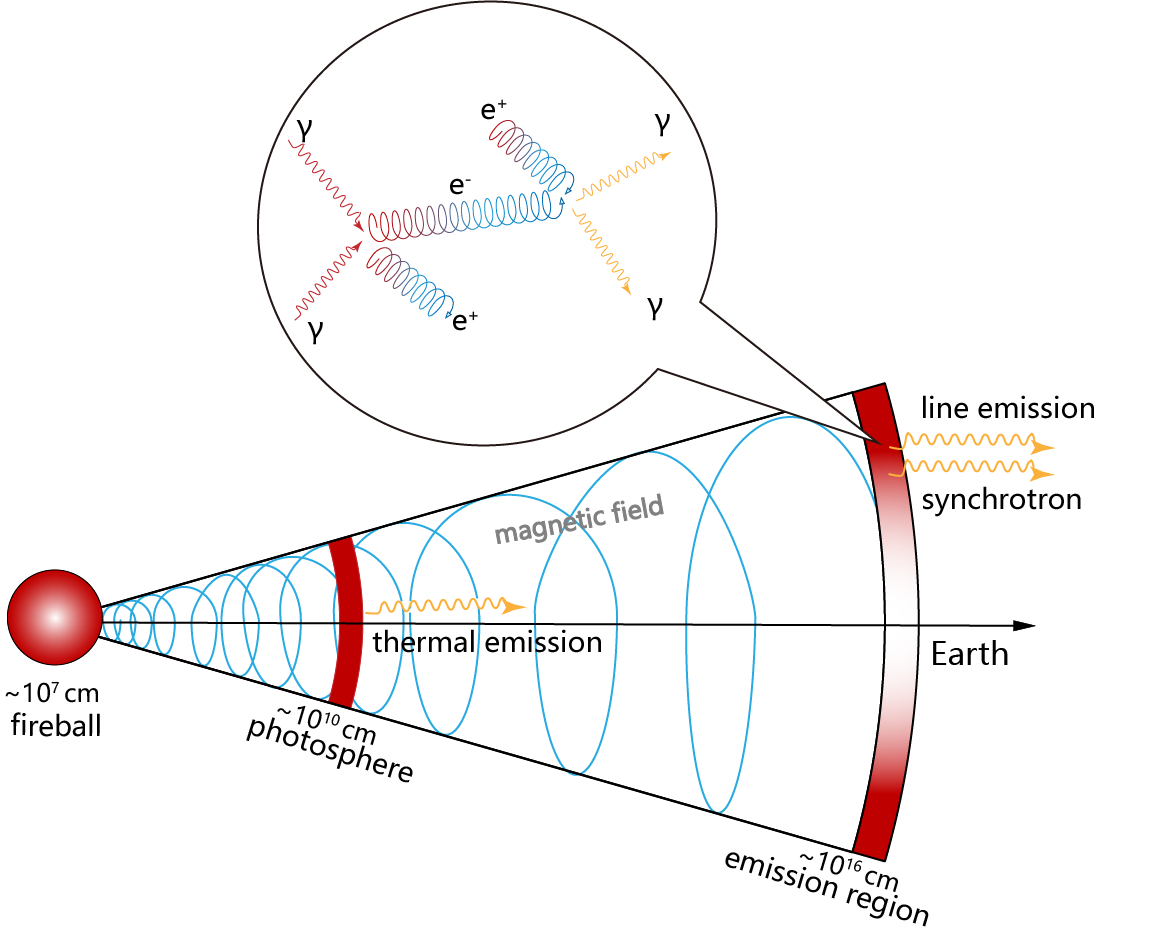 e⁺
γ
γ
e⁻
γ
e⁺
γ
line emission
synchrotron
magnetic field
thermal emission
Earth
~10⁷ cm
fireball
~10¹⁰ cm
photosphere
~10¹⁶ cm
emission region